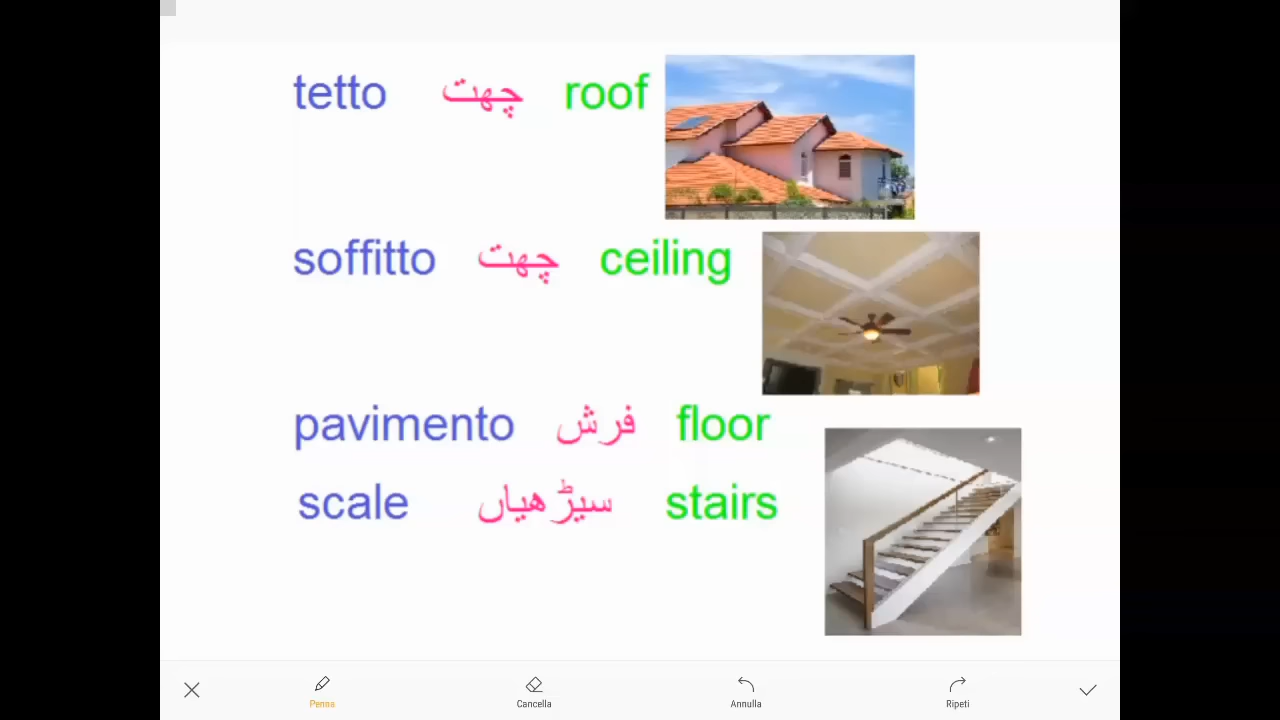 tetto چھت roof
soffitto چھت ceiling
pavimento فرش floor
scale سیڑھیاں stairs
Penna Cancella Annulla Ripeti